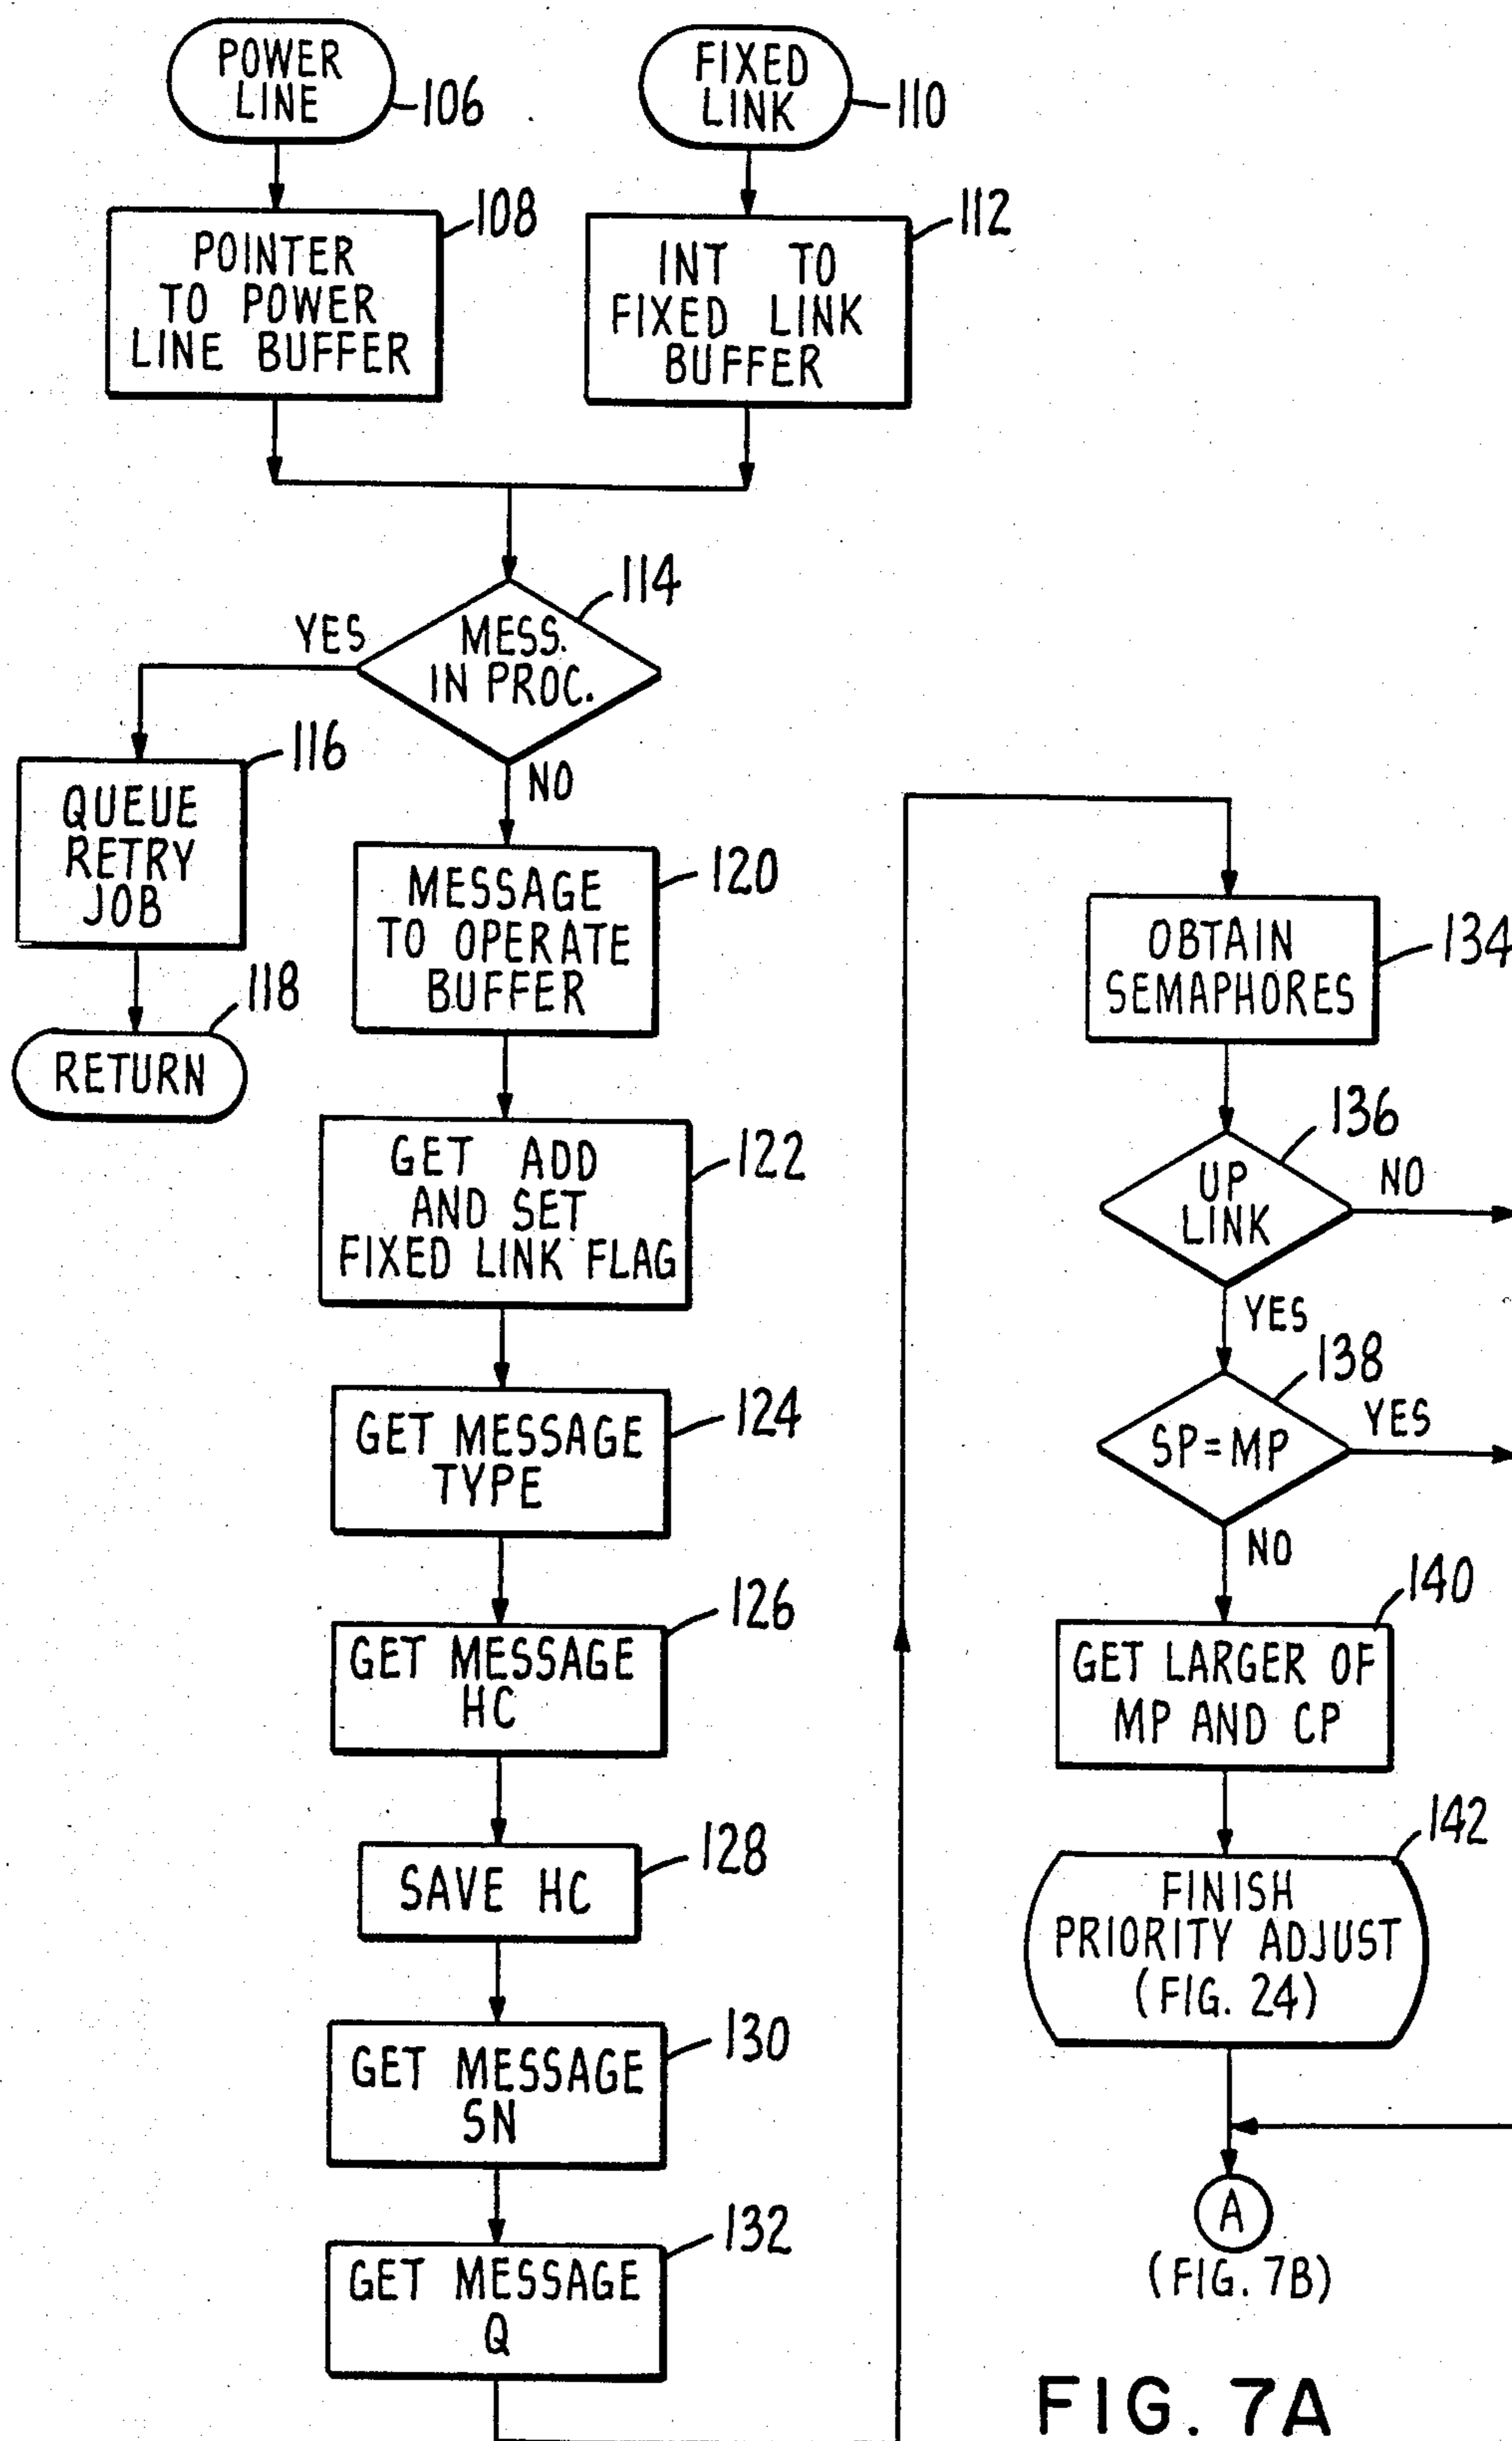 POWER
LINE
106
FIXED
LINK
110
POINTER
TO POWER
LINE BUFFER
108
INT TO
FIXED LINK
BUFFER
112
MESS.
IN PROC.
114
YES
NO
QUEUE
RETRY
JOB
116
RETURN
118
MESSAGE
TO OPERATE
BUFFER
120
GET ADD
AND SET
FIXED LINK FLAG
122
GET MESSAGE
TYPE
124
GET MESSAGE
HC
126
SAVE HC
128
GET MESSAGE
SN
130
GET MESSAGE
Q
132
OBTAIN
SEMAPHORES
134
UP
LINK
136
NO
YES
SP=MP
138
YES
NO
GET LARGER OF
MP AND CP
140
FINISH
PRIORITY ADJUST
(FIG. 24)
142
A
(FIG. 7B)
FIG. 7A